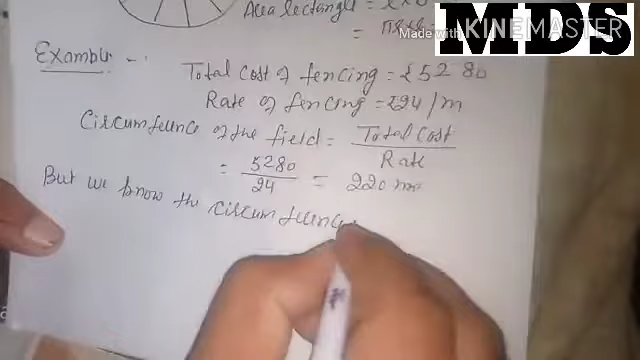 Area rectangle = l x b
= πr x r =
Made with KINEMASTER
MDS
Example :-
Total cost of fencing = ₹5280
Rate of fencing = ₹24/m
Circumference of the field = Total Cost
Rate
= 5280
24
= 220 m
But we know the circumference